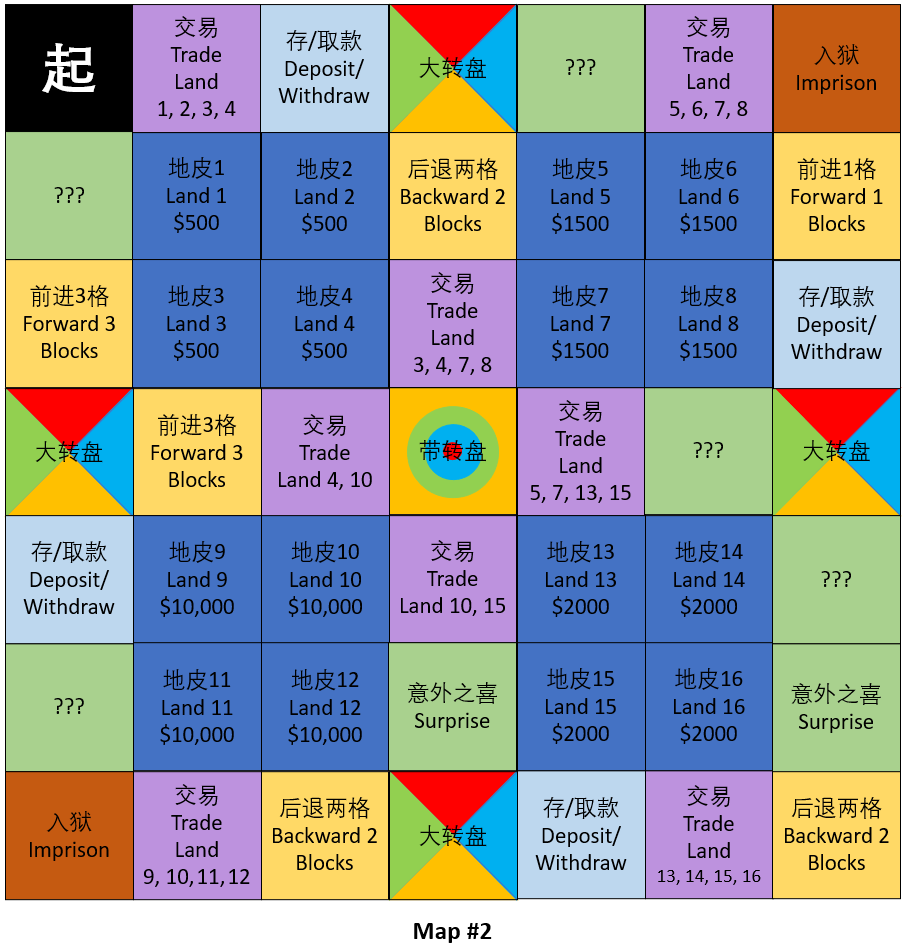 起
交易
Trade
Land
1, 2, 3, 4
存/取款
Deposit/
Withdraw
大转盘
???
交易
Trade
Land
5, 6, 7, 8
入狱
Imprison
???
地皮1
Land 1
$500
地皮2
Land 2
$500
后退两格
Backward 2
Blocks
地皮5
Land 5
$1500
地皮6
Land 6
$1500
前进1格
Forward 1
Blocks
前进3格
Forward 3
Blocks
地皮3
Land 3
$500
地皮4
Land 4
$500
交易
Trade
Land
3, 4, 7, 8
地皮7
Land 7
$1500
地皮8
Land 8
$1500
存/取款
Deposit/
Withdraw
大转盘
前进3格
Forward 3
Blocks
交易
Trade
Land 4, 10
带转盘
交易
Trade
Land
5, 7, 13, 15
???
大转盘
存/取款
Deposit/
Withdraw
地皮9
Land 9
$10,000
地皮10
Land 10
$10,000
交易
Trade
Land 10, 15
地皮13
Land 13
$2000
地皮14
Land 14
$2000
???
???
地皮11
Land 11
$10,000
地皮12
Land 12
$10,000
意外之喜
Surprise
地皮15
Land 15
$2000
地皮16
Land 16
$2000
意外之喜
Surprise
入狱
Imprison
交易
Trade
Land
9, 10,11,12
后退两格
Backward 2
Blocks
大转盘
存/取款
Deposit/
Withdraw
交易
Trade
Land
13, 14, 15, 16
后退两格
Backward 2
Blocks
Map #2